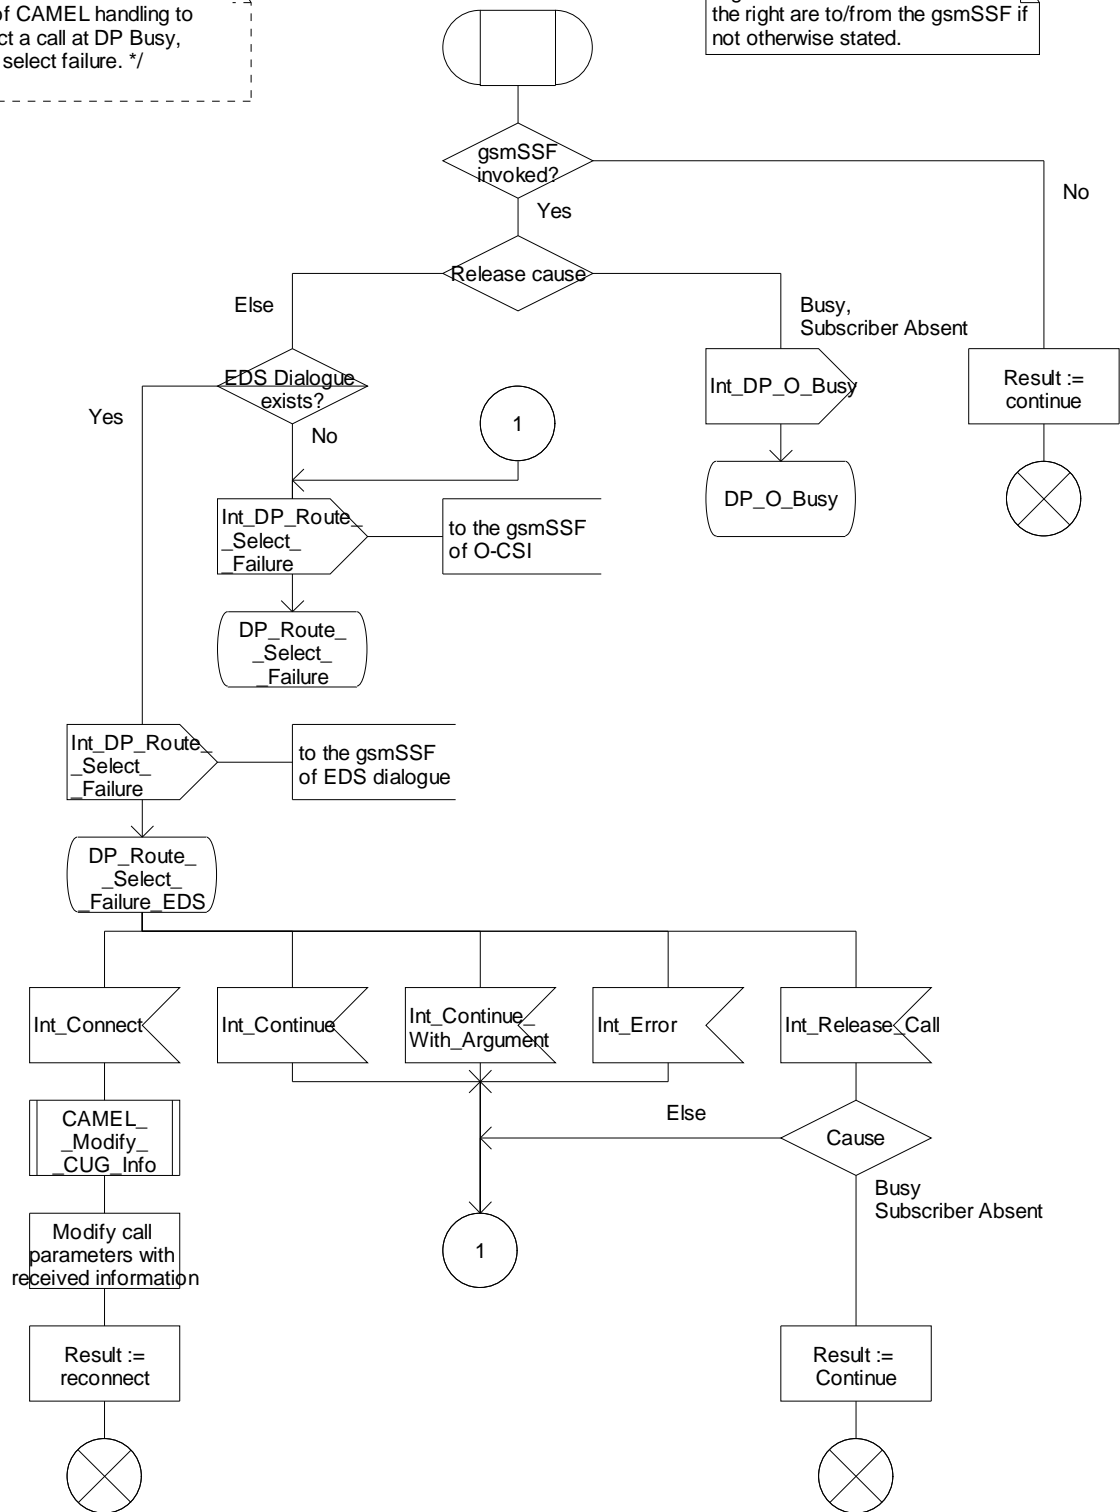 of CAMEL handling to
ct a call at DP Busy,
select failure. */
the right are to/from the gsmSSF if
not otherwise stated.
gsmSSF
invoked?
No
Yes
Release cause
Else
Busy,
Subscriber Absent
EDS Dialogue
exists?
Int_DP_O_Busy
Result :=
continue
Yes
No
1
DP_O_Busy
Int_DP_Route_
_Select_
_Failure
to the gsmSSF
of O-CSI
DP_Route_
_Select_
_Failure
Int_DP_Route_
_Select_
_Failure
to the gsmSSF
of EDS dialogue
DP_Route_
_Select_
_Failure_EDS
Int_Connect
Int_Continue
Int_Continue_
With_Argument
Int_Error
Int_Release_Call
CAMEL_
_Modify_
_CUG_Info
Else
Cause
Busy
Subscriber Absent
Modify call
parameters with
received information
1
Result :=
reconnect
Result :=
Continue